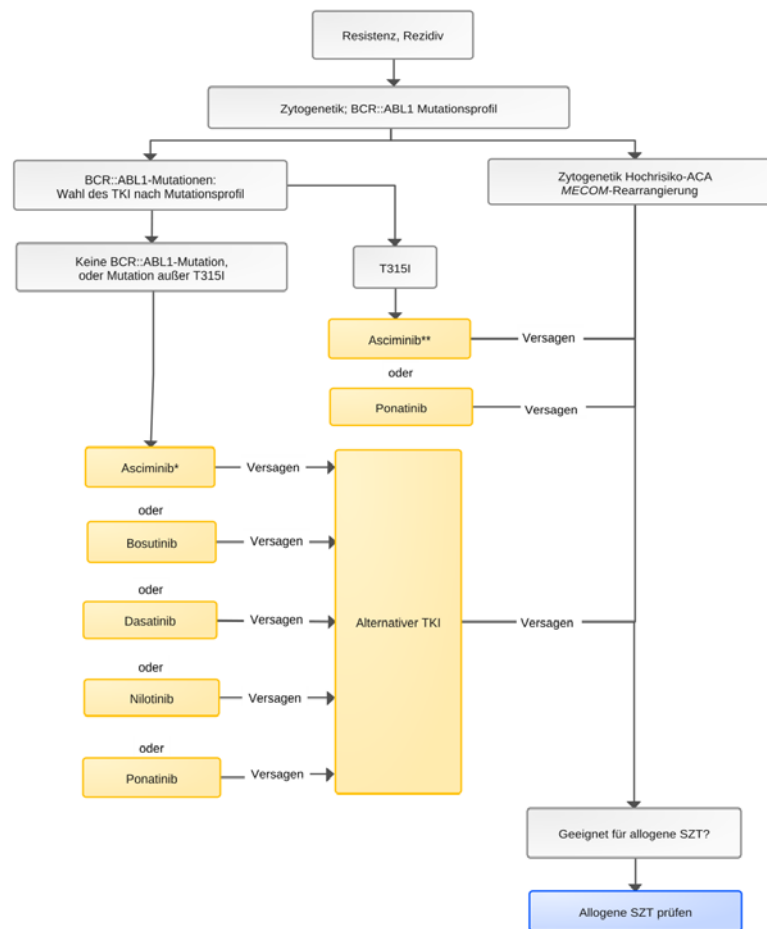 Resistenz, Rezidiv
Zytogenetik; BCR::ABL1 Mutationsprofil
BCR::ABL1-Mutationen:
Wahl des TKI nach Mutationsprofil
Zytogenetik Hochrisiko-ACA
MECOM-Rearrangierung
Keine BCR::ABL1-Mutation,
oder Mutation außer T315I
T315I
Asciminib**
Versagen
oder
Ponatinib
Versagen
Asciminib*
Versagen
oder
Bosutinib
Versagen
oder
Dasatinib
Versagen
Alternativer TKI
Versagen
oder
Nilotinib
Versagen
oder
Ponatinib
Versagen
Geeignet für allogene SZT?
Allogene SZT prüfen